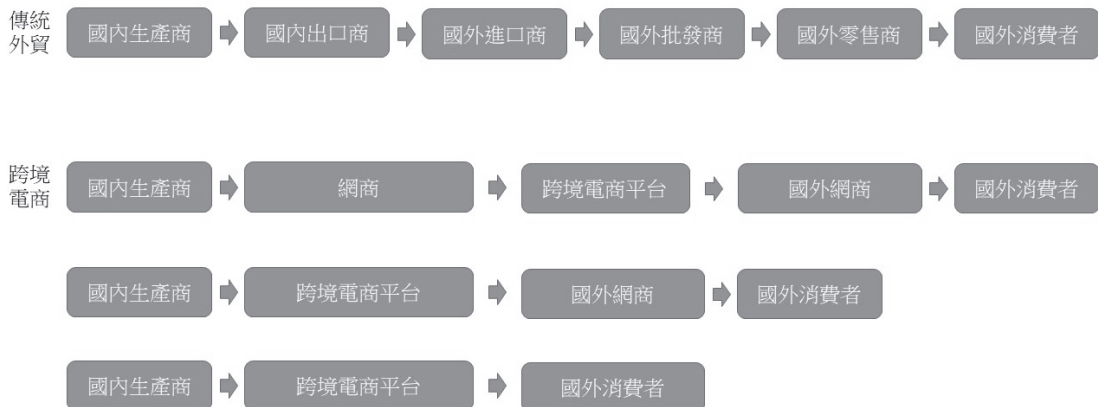 傳統
外貿
國內生產商 國內出口商 國外進口商 國外批發商 國外零售商 國外消費者
跨境
電商
國內生產商 網商 跨境電商平台 國外網商 國外消費者
國內生產商 跨境電商平台 國外網商 國外消費者
國內生產商 跨境電商平台 國外消費者